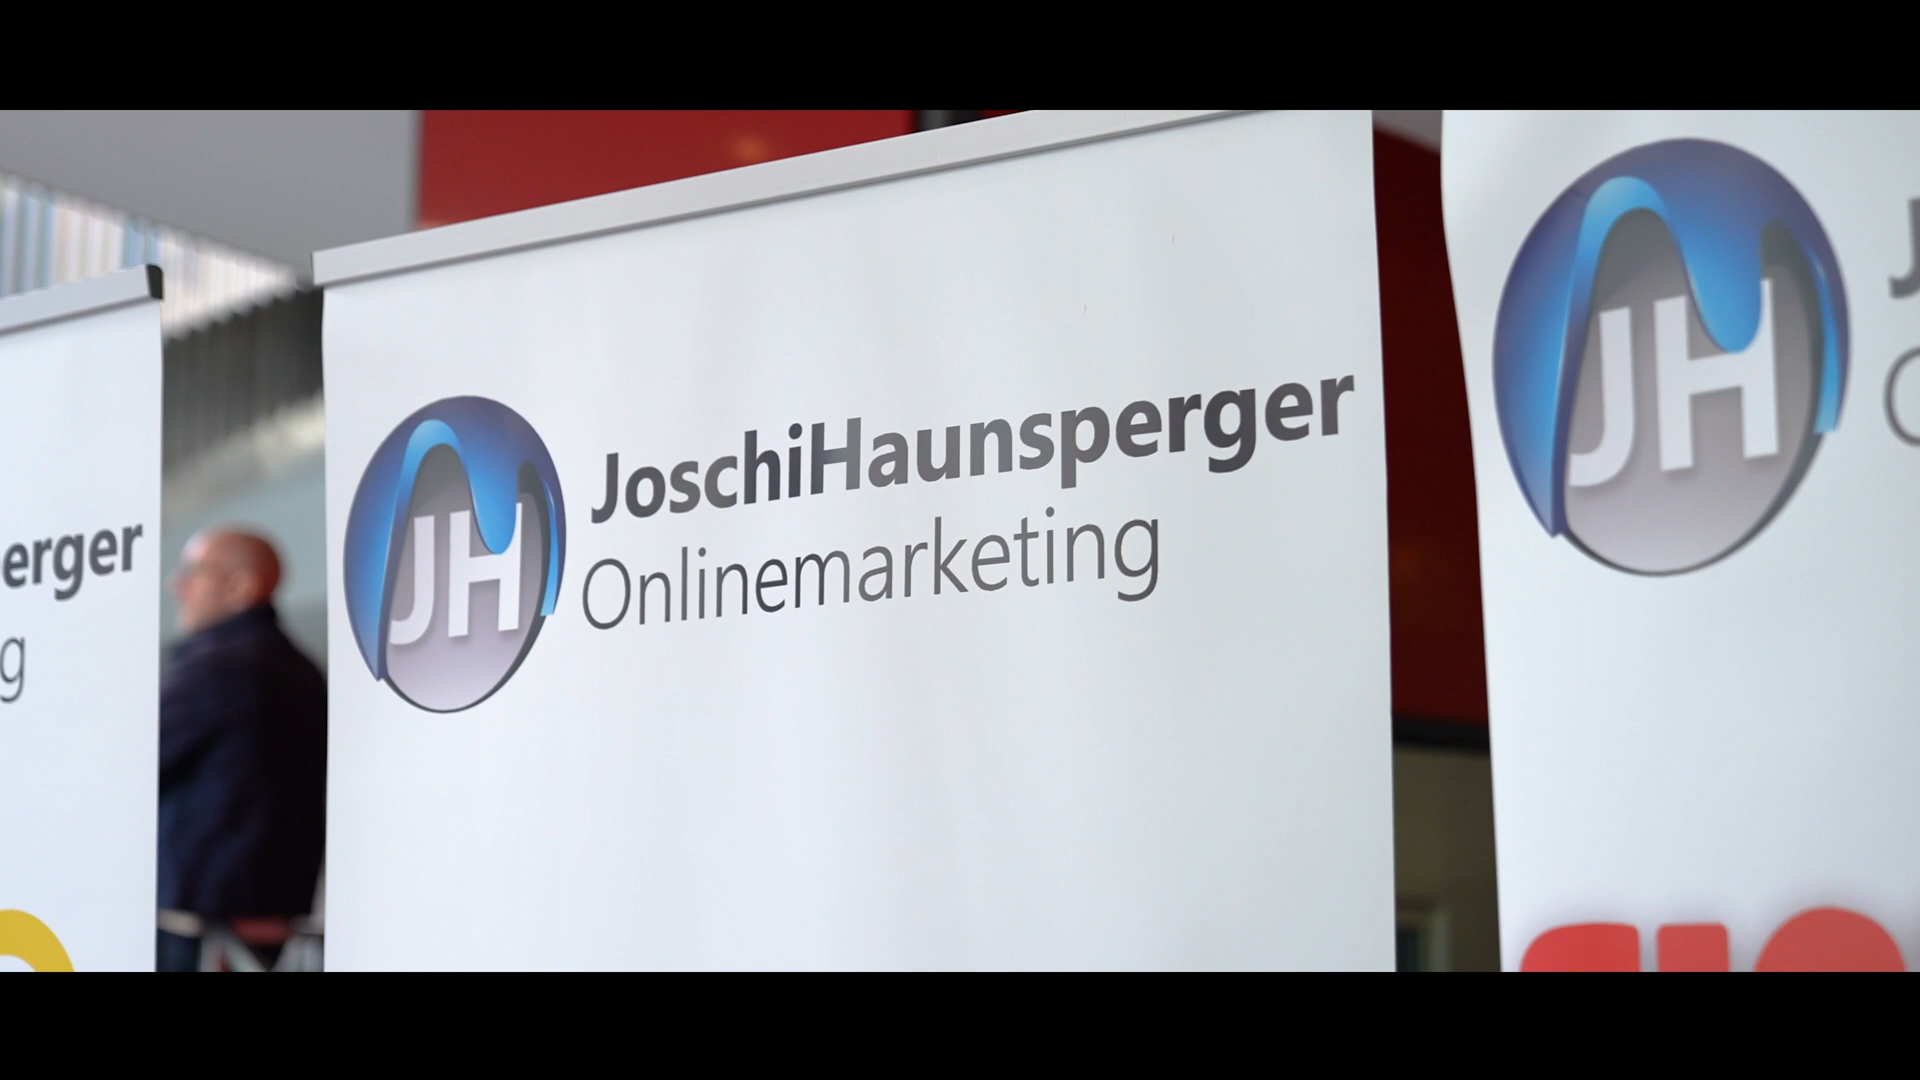 JH
JoschiHaunsperger
Onlinemarketing
erger
g
JH